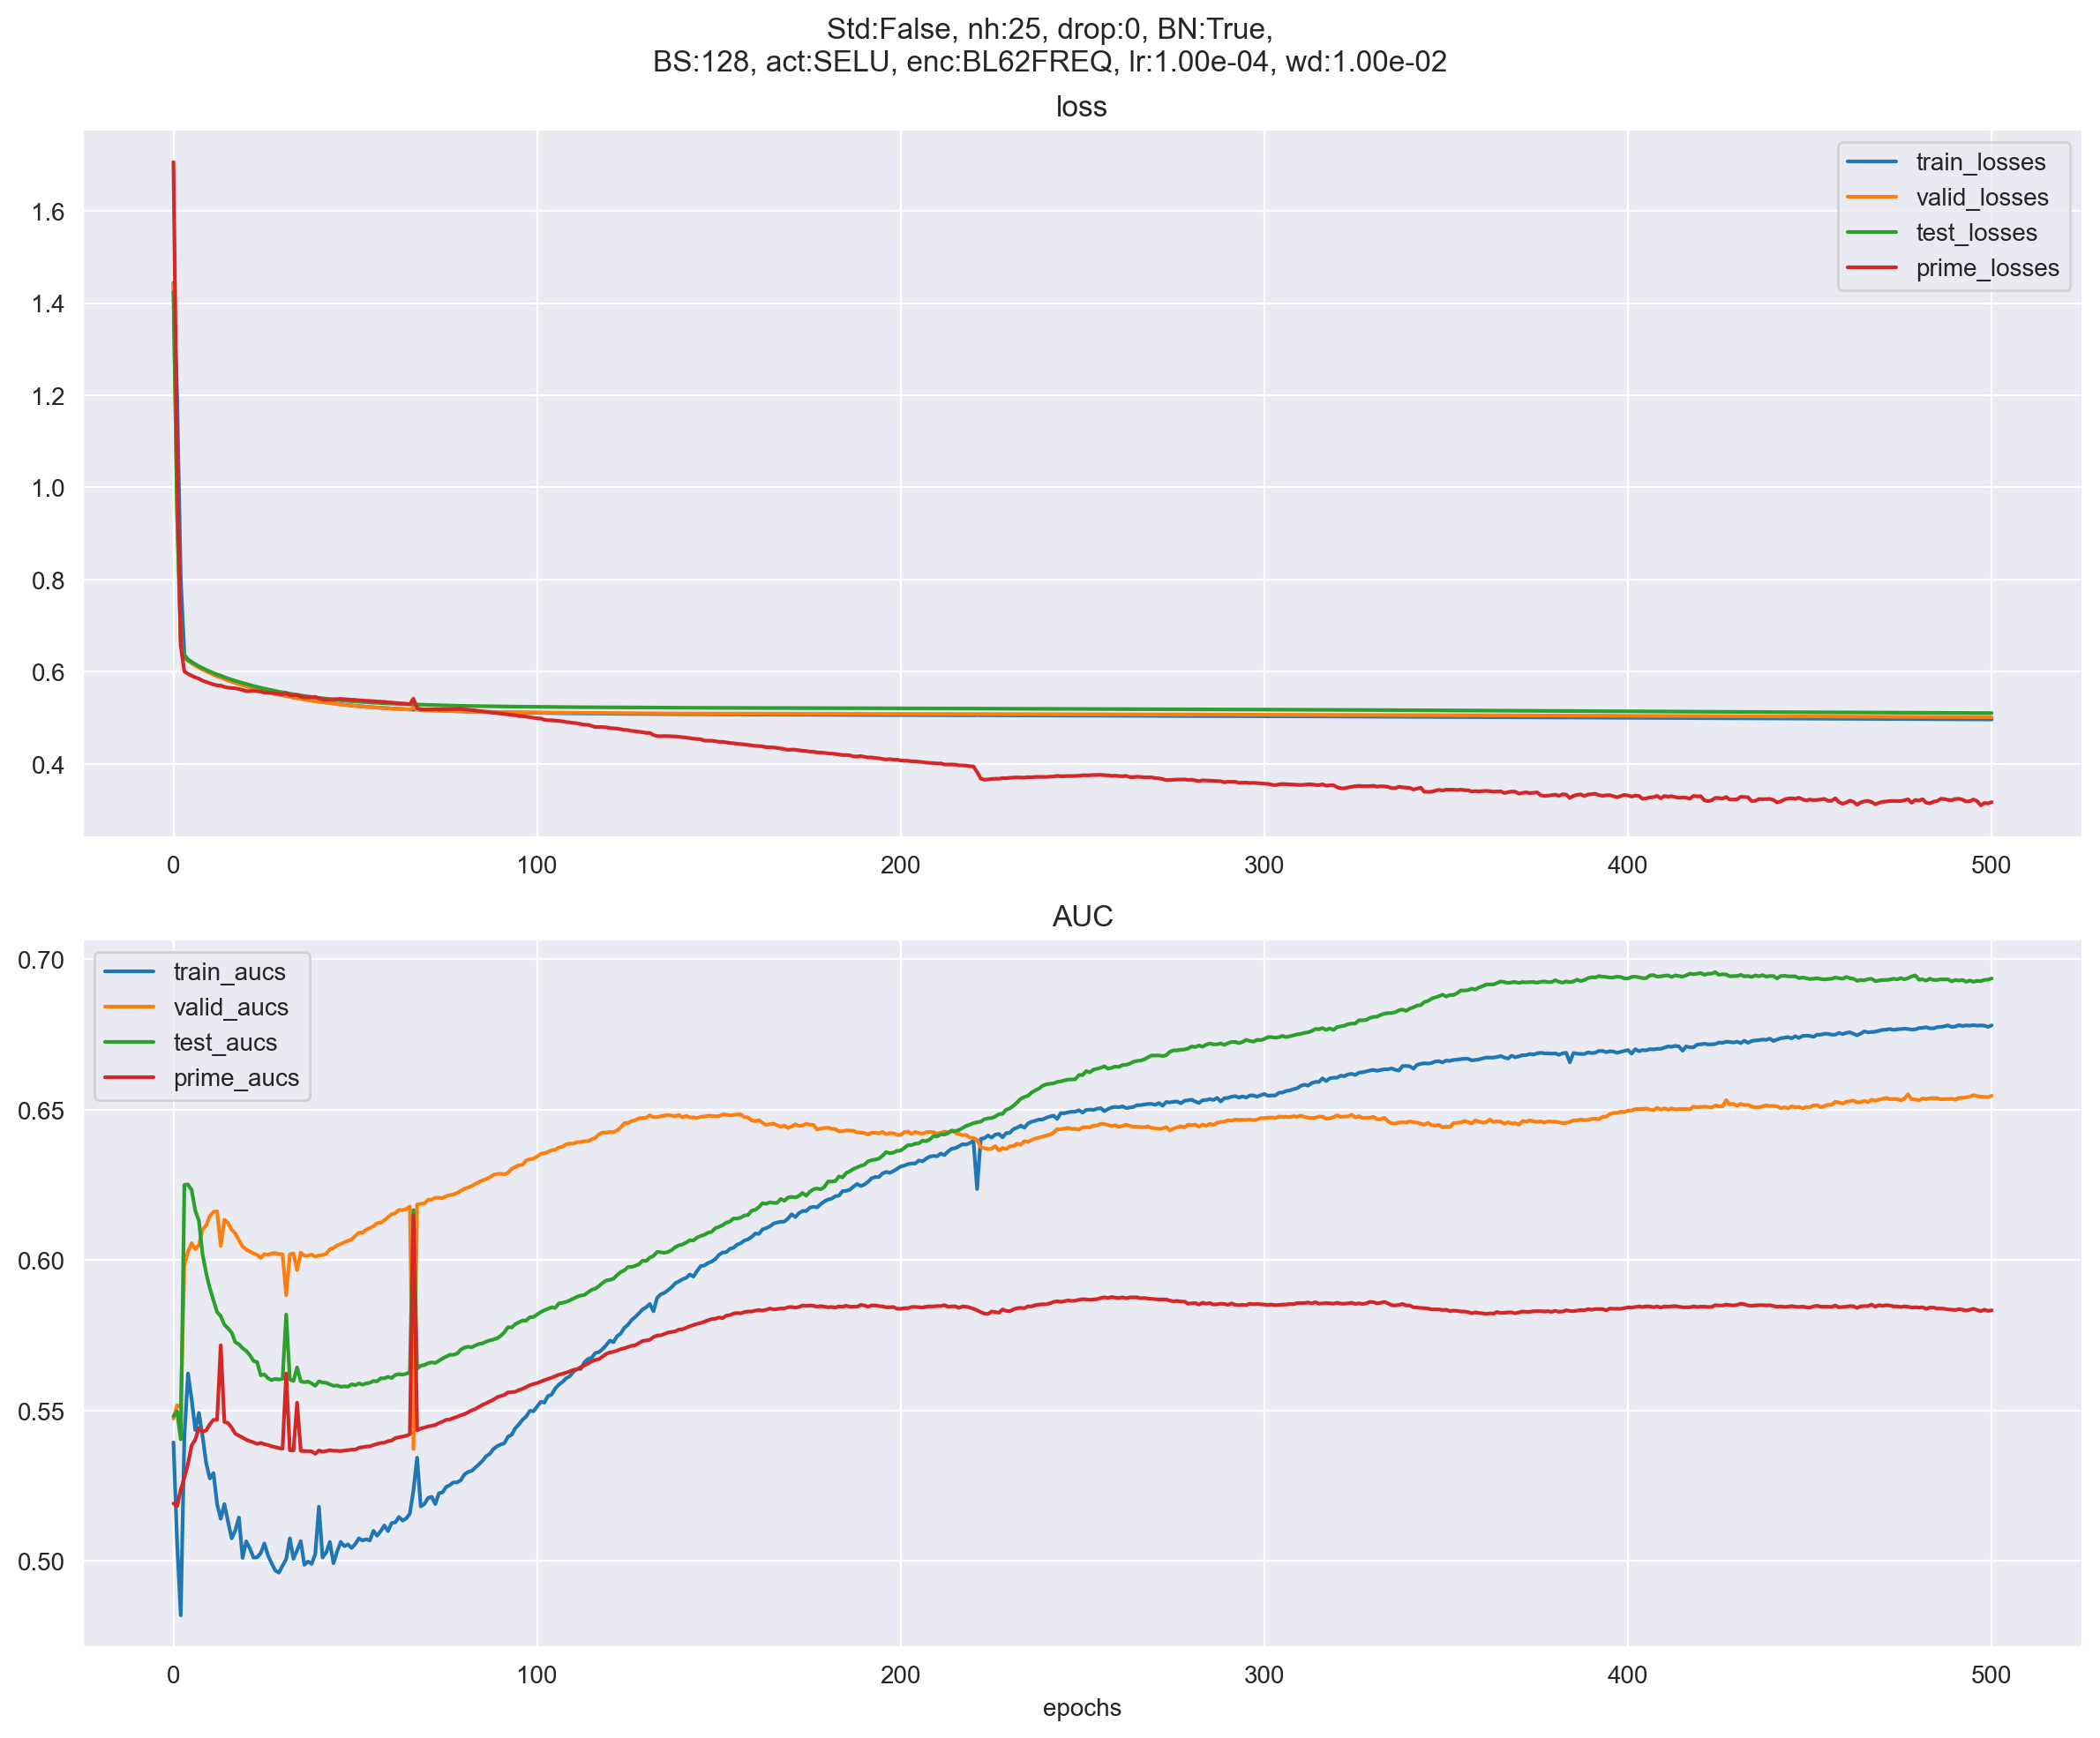 Std:False, nh:25, drop:0, BN:True,
BS:128, act:SELU, enc:BL62FREQ, lr:1.00e-04, wd:1.00e-02
loss
train_losses
valid_losses
test_losses
prime_losses
1.6
1.4
1.2
1.0
0.8
0.6
0.4
0 100 200 300 400 500
AUC
train_aucs
valid_aucs
test_aucs
prime_aucs
0.70
0.65
0.60
0.55
0.50
0 100 200 300 400 500
epochs